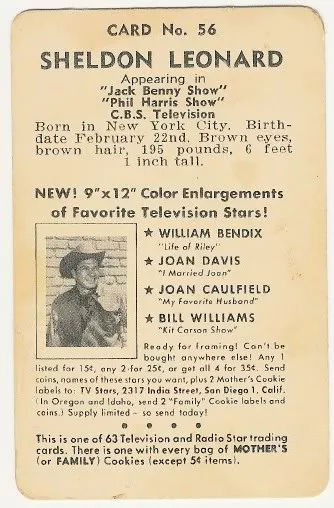 CARD No. 56
SHELDON LEONARD
Appearing in
"Jack Benny Show"
"Phil Harris Show"
C.B.S. Television
Born in New York City. Birth-
date February 22nd. Brown eyes,
brown hair, 195 pounds, 6 feet
1 inch tall.
NEW! 9"x12" Color Enlargements
of Favorite Television Stars!
★ WILLIAM BENDIX
"Life of Riley"
★ JOAN DAVIS
"I Married Joan"
★ JOAN CAULFIELD
"My Favorite Husband"
★ BILL WILLIAMS
"Kit Carson Show"
Ready for framing! Can't be
bought anywhere else! Any 1
listed for 15¢, any 2-for 25¢, or get all 4 for 35¢. Send
coins, names of these stars you want, plus 2 Mother's Cookie
labels to: TV Stars, 2317 India Street, San Diego 1, Calif.
(In Oregon and Idaho, send 2 "Family" Cookie labels and
coins.) Supply limited - so send today!
This is one of 63 Television and Radio Star trading
cards. There is one with every bag of MOTHER'S
(or FAMILY) Cookies (except 5¢ items).